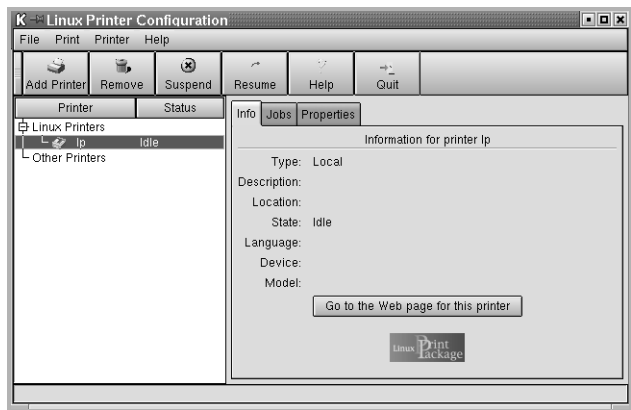 Linux Printer Configuration
File Print Printer Help
Add Printer Remove Suspend Resume Help Quit
Printer Status
Linux Printers
lp Idle
Other Printers
Info Jobs Properties
Information for printer lp
Type: Local
Description:
Location:
State: Idle
Language:
Device:
Model:
Go to the Web page for this printer
Linux Print Package